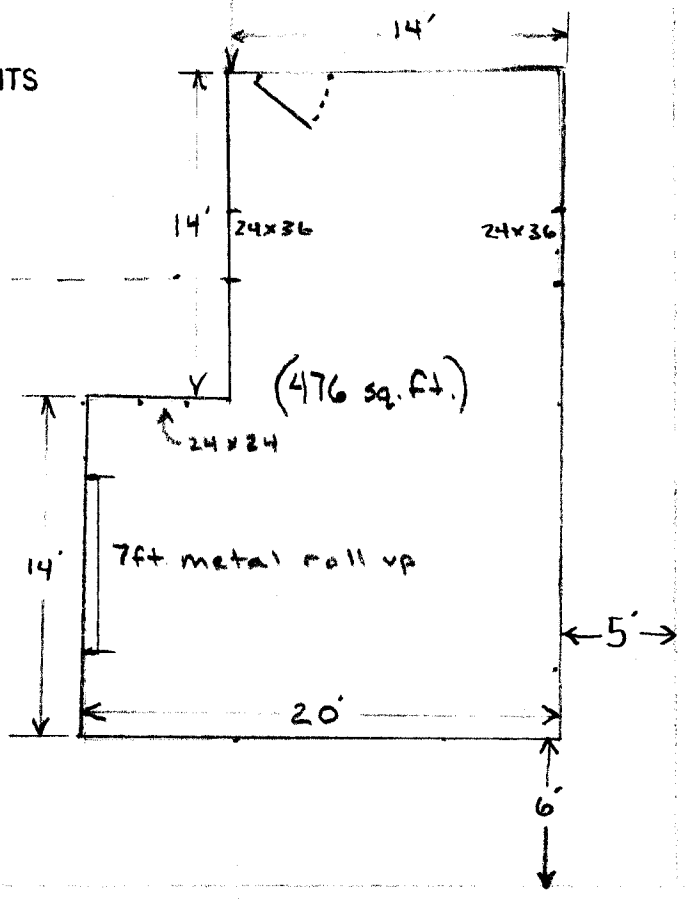 14'
ITS
14'
24x36
24x36
(476 sq. ft.)
24x24
14'
7ft metal roll up
5'
20'
6'